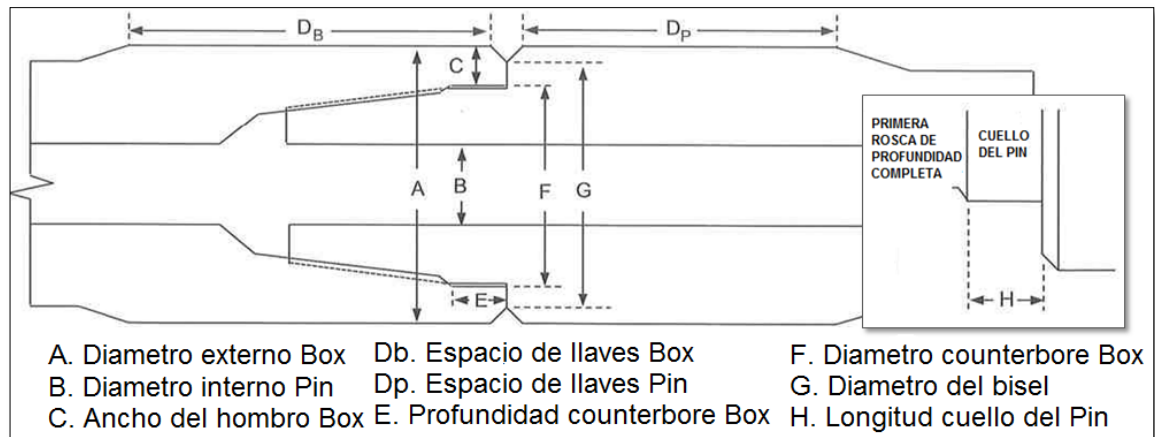 D_B
D_P
C
A
B
F
G
E
PRIMERA
ROSCA DE
PROFUNDIDAD
COMPLETA
CUELLO
DEL PIN
H
A. Diametro externo Box
B. Diametro interno Pin
C. Ancho del hombro Box
Db. Espacio de llaves Box
Dp. Espacio de llaves Pin
E. Profundidad counterbore Box
F. Diametro counterbore Box
G. Diametro del bisel
H. Longitud cuello del Pin